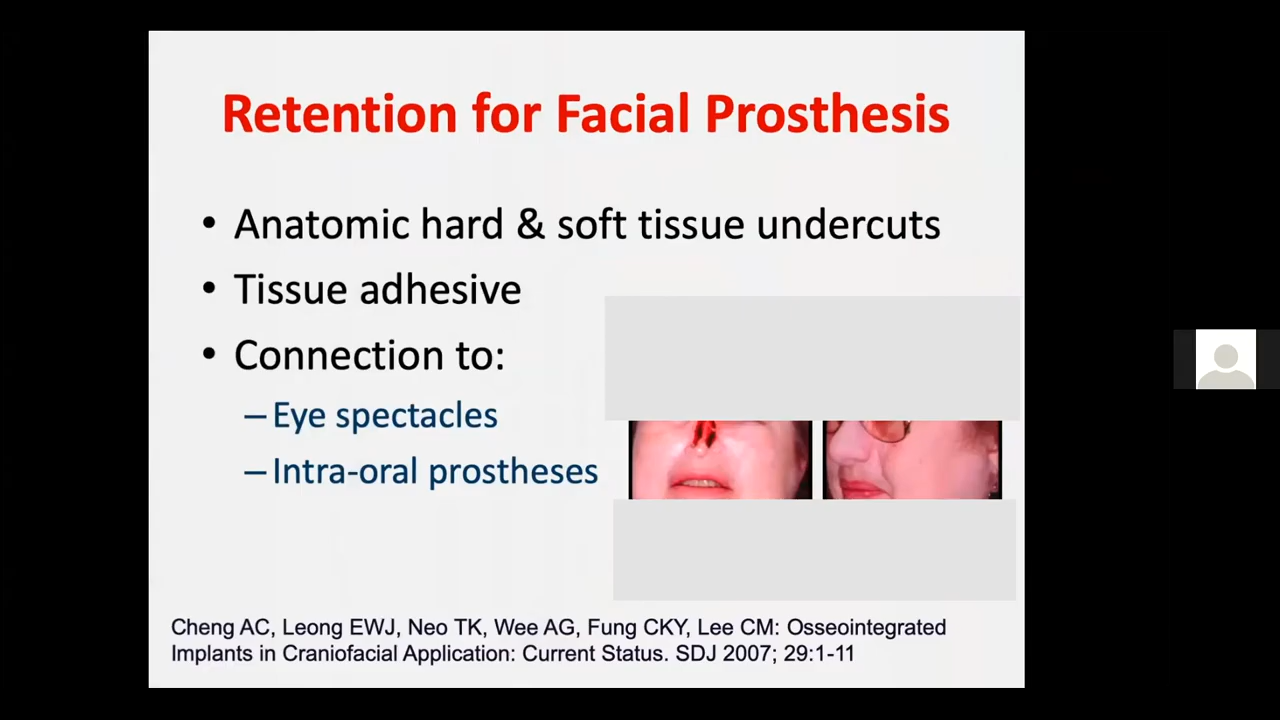 Retention for Facial Prosthesis
• Anatomic hard & soft tissue undercuts
• Tissue adhesive
• Connection to:
– Eye spectacles
– Intra-oral prostheses
Cheng AC, Leong EWJ, Neo TK, Wee AG, Fung CKY, Lee CM: Osseointegrated
Implants in Craniofacial Application: Current Status. SDJ 2007; 29:1-11